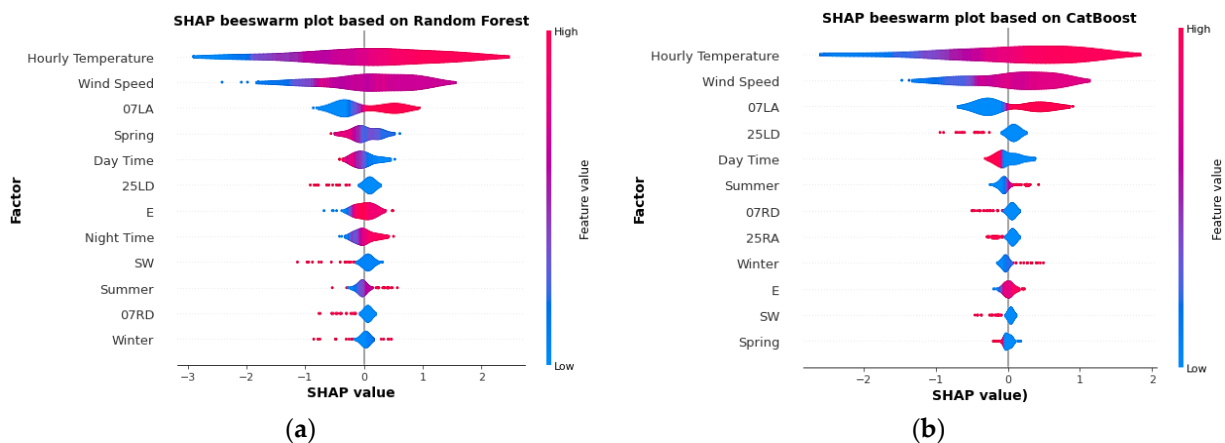 SHAP beeswarm plot based on Random Forest
High
Hourly Temperature
Wind Speed
07LA
Spring
Day Time
25LD
E
Night Time
SW
Summer
07RD
Winter
Factor
Feature value
Low
−3 −2 −1 0 1 2
SHAP value
(a)
SHAP beeswarm plot based on CatBoost
High
Hourly Temperature
Wind Speed
07LA
25LD
Day Time
Summer
07RD
25RA
Winter
E
SW
Spring
Factor
Feature value
Low
−2 −1 0 1 2
SHAP value)
(b)